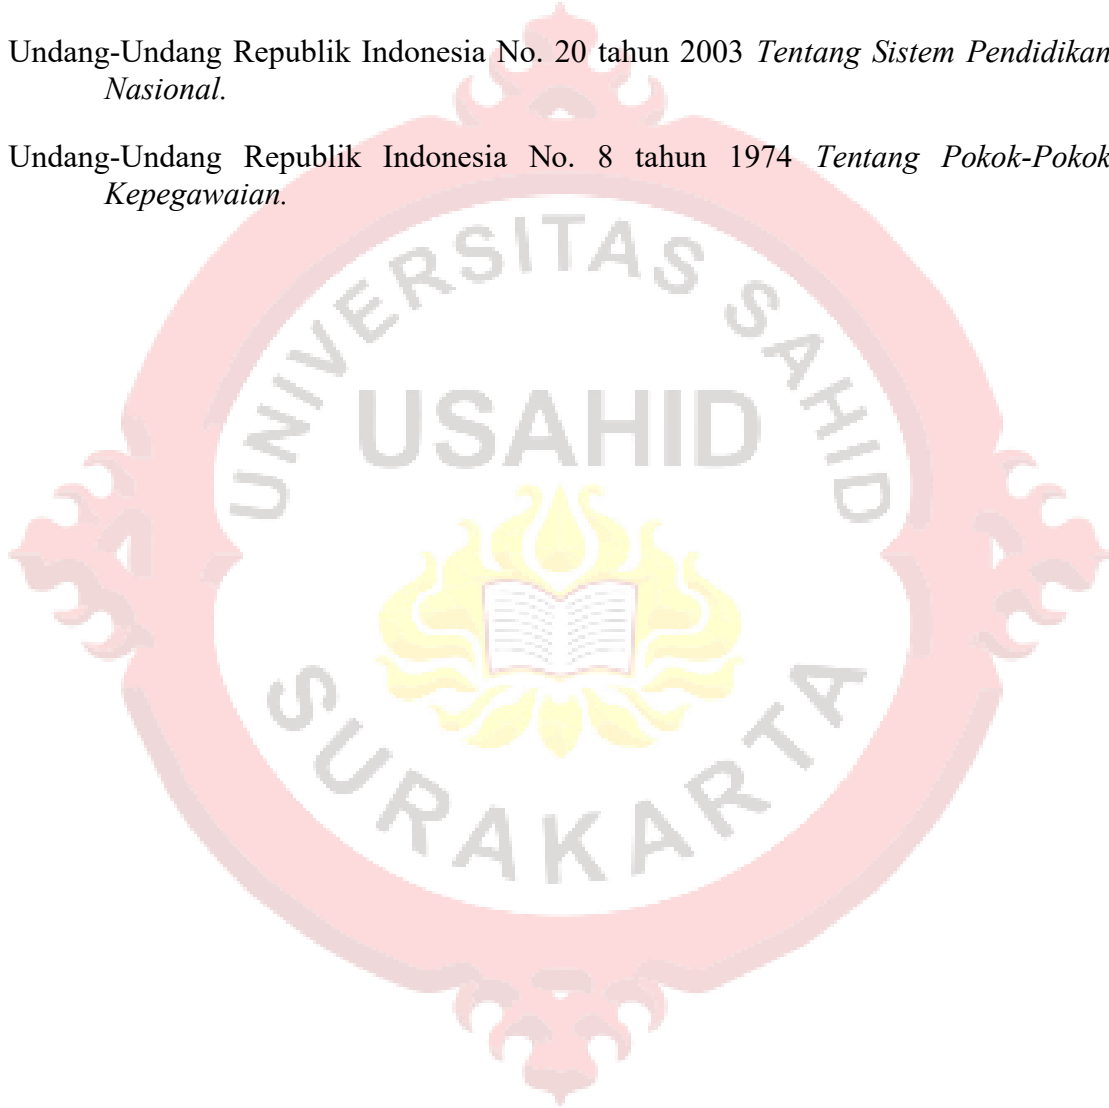 Undang-Undang Republik Indonesia No. 20 tahun 2003 Tentang Sistem Pendidikan
Nasional.
Undang-Undang Republik Indonesia No. 8 tahun 1974 Tentang Pokok-Pokok
Kepegawaian.
UNIVERSITAS SAHID
USAHID
SURAKARTA